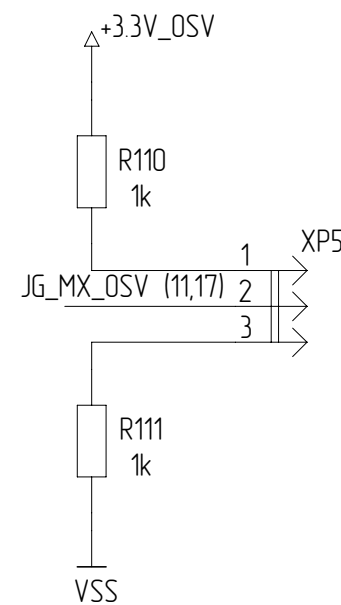 +3.3V_OSV
R110
1k
1
XP5
JG_MX_OSV (11,17) 2
3
R111
1k
VSS